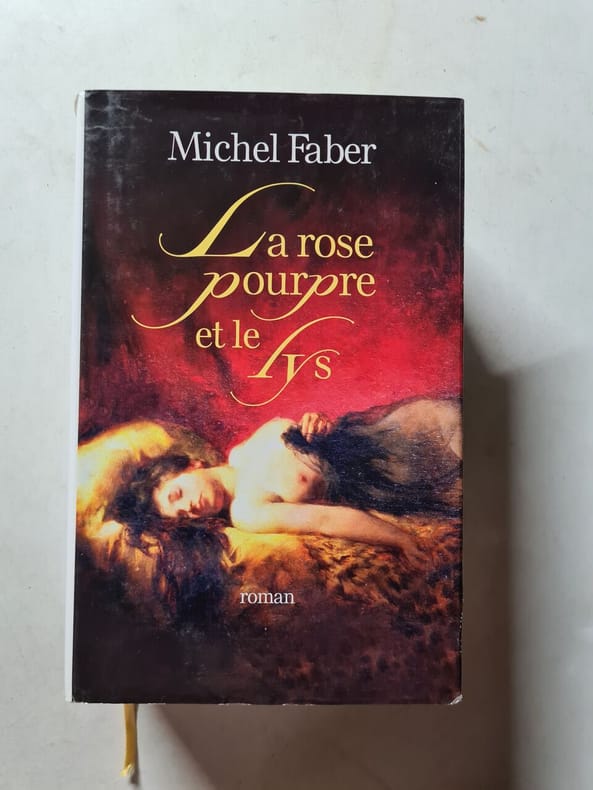 Michel Faber
La rose
pourpre
et le lys
roman